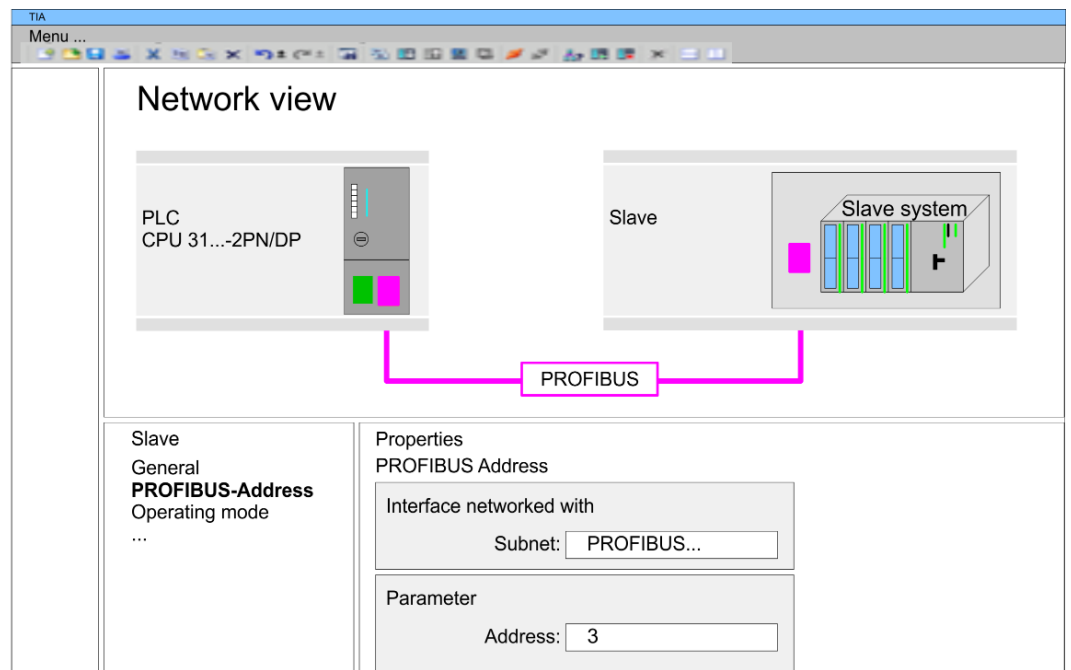 TIA
Menu ...
Network view
PLC
CPU 31...-2PN/DP
Slave
Slave system
PROFIBUS
Slave
General
PROFIBUS-Address
Operating mode
...
Properties
PROFIBUS Address
Interface networked with
Subnet: PROFIBUS...
Parameter
Address: 3